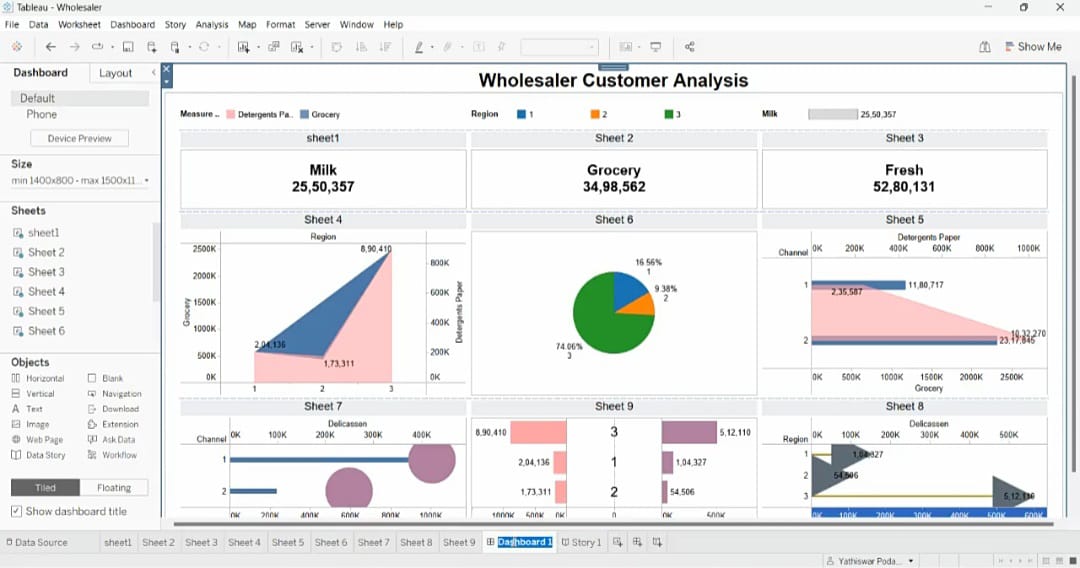 Tableau - Wholesaler
File Data Worksheet Dashboard Story Analysis Map Format Server Window Help
Show Me
Dashboard Layout
Default
Phone
Device Preview
Size
min 1400x800 - max 1500x11...
Sheets
sheet1
Sheet 2
Sheet 3
Sheet 4
Sheet 5
Sheet 6
Objects
Horizontal Blank
Vertical Navigation
A Text Download
Image Extension
Web Page Ask Data
Data Story Workflow
Tiled Floating
Show dashboard title
Wholesaler Customer Analysis
Measure .. Detergents Pa.. Grocery
Region 1 2 3
Milk 25,50,357
sheet1
Milk
25,50,357
Sheet 2
Grocery
34,98,562
Sheet 3
Fresh
52,80,131
Sheet 4
Region
8,90,410
2500K
2000K
1500K
1000K
500K
0K
Grocery
800K
600K
400K
200K
0K
Detergents Paper
2,04,136
1,73,311
1 2 3
Sheet 6
16.56%
1
9.38%
2
74.06%
3
Sheet 5
Detergents Paper
Channel 0K 200K 400K 600K 800K 1000K
1 2,35,587 11,80,717
2 10,32,270
23,17,845
0K 500K 1000K 1500K 2000K 2500K
Grocery
Sheet 7
Delicassen
Channel 0K 100K 200K 300K 400K
1
2
0K 200K 400K 600K 800K 1000K
Sheet 9
8,90,410 3 5,12,110
2,04,136 1 1,04,327
1,73,311 2 54,506
1000K 500K 0K 0 0K 500K
Sheet 8
Delicassen
Region 0K 100K 200K 300K 400K 500K
1 1,04,327
2 54,506
3 5,12,110
0K 100K 200K 300K 400K 500K 600K
Data Source sheet1 Sheet 2 Sheet 3 Sheet 4 Sheet 5 Sheet 6 Sheet 7 Sheet 8 Sheet 9 Dashboard 1 Story 1
Yathiswar Poda...